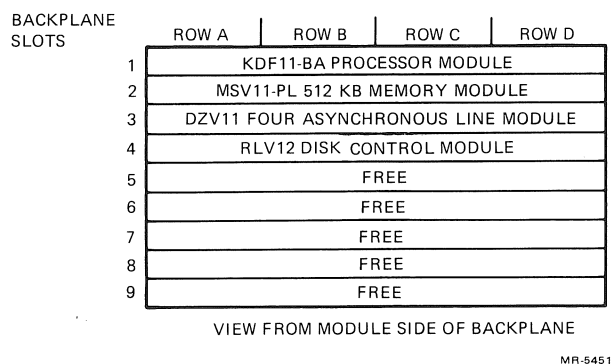 BACKPLANE
SLOTS
ROW A ROW B ROW C ROW D
1 KDF11-BA PROCESSOR MODULE
2 MSV11-PL 512 KB MEMORY MODULE
3 DZV11 FOUR ASYNCHRONOUS LINE MODULE
4 RLV12 DISK CONTROL MODULE
5 FREE
6 FREE
7 FREE
8 FREE
9 FREE
VIEW FROM MODULE SIDE OF BACKPLANE
MR-5451